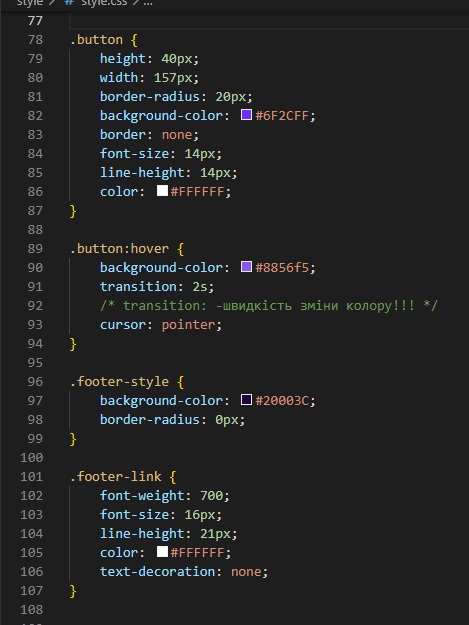 style > # style.css > ...
77
78 .button {
79 height: 40px;
80 width: 157px;
81 border-radius: 20px;
82 background-color: #6F2CFF;
83 border: none;
84 font-size: 14px;
85 line-height: 14px;
86 color: #FFFFFF;
87 }
88
89 .button:hover {
90 background-color: #8856f5;
91 transition: 2s;
92 /* transition: -швидкість зміни колору!!! */
93 cursor: pointer;
94 }
95
96 .footer-style {
97 background-color: #20003C;
98 border-radius: 0px;
99 }
100
101 .footer-link {
102 font-weight: 700;
103 font-size: 16px;
104 line-height: 21px;
105 color: #FFFFFF;
106 text-decoration: none;
107 }
108